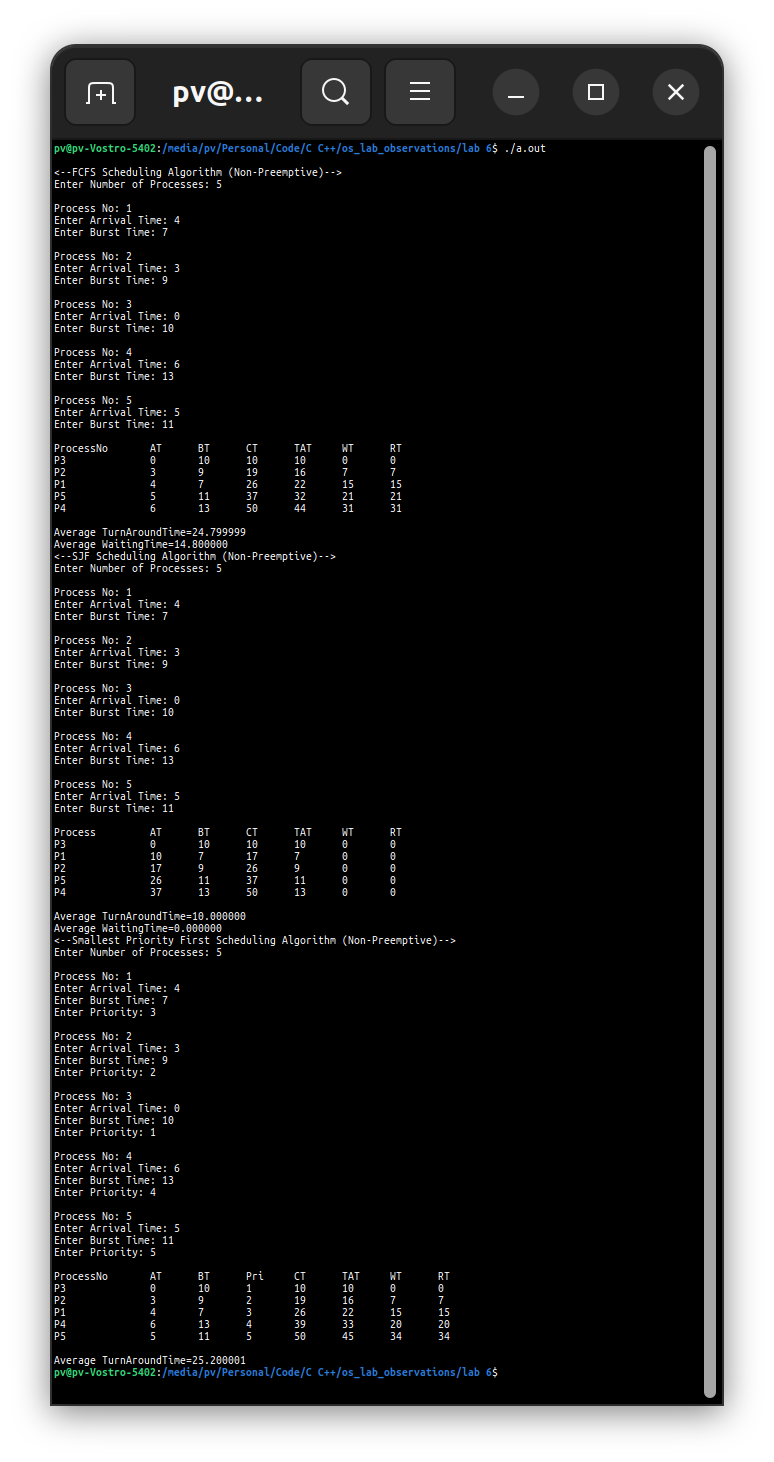 pv@...
pv@pv-Vostro-5402:/media/pv/Personal/Code/C C++/os_lab_observations/lab 6$ ./a.out
<--FCFS Scheduling Algorithm (Non-Preemptive)-->
Enter Number of Processes: 5
Process No: 1
Enter Arrival Time: 4
Enter Burst Time: 7
Process No: 2
Enter Arrival Time: 3
Enter Burst Time: 9
Process No: 3
Enter Arrival Time: 0
Enter Burst Time: 10
Process No: 4
Enter Arrival Time: 6
Enter Burst Time: 13
Process No: 5
Enter Arrival Time: 5
Enter Burst Time: 11
ProcessNo AT BT CT TAT WT RT
P3 0 10 10 10 0 0
P2 3 9 19 16 7 7
P1 4 7 26 22 15 15
P5 5 11 37 32 21 21
P4 6 13 50 44 31 31
Average TurnAroundTime=24.799999
Average WaitingTime=14.800000
<--SJF Scheduling Algorithm (Non-Preemptive)-->
Enter Number of Processes: 5
Process No: 1
Enter Arrival Time: 4
Enter Burst Time: 7
Process No: 2
Enter Arrival Time: 3
Enter Burst Time: 9
Process No: 3
Enter Arrival Time: 0
Enter Burst Time: 10
Process No: 4
Enter Arrival Time: 6
Enter Burst Time: 13
Process No: 5
Enter Arrival Time: 5
Enter Burst Time: 11
Process AT BT CT TAT WT RT
P3 0 10 10 10 0 0
P1 10 7 17 7 0 0
P2 17 9 26 9 0 0
P5 26 11 37 11 0 0
P4 37 13 50 13 0 0
Average TurnAroundTime=10.000000
Average WaitingTime=0.000000
<--Smallest Priority First Scheduling Algorithm (Non-Preemptive)-->
Enter Number of Processes: 5
Process No: 1
Enter Arrival Time: 4
Enter Burst Time: 7
Enter Priority: 3
Process No: 2
Enter Arrival Time: 3
Enter Burst Time: 9
Enter Priority: 2
Process No: 3
Enter Arrival Time: 0
Enter Burst Time: 10
Enter Priority: 1
Process No: 4
Enter Arrival Time: 6
Enter Burst Time: 13
Enter Priority: 4
Process No: 5
Enter Arrival Time: 5
Enter Burst Time: 11
Enter Priority: 5
ProcessNo AT BT Pri CT TAT WT RT
P3 0 10 1 10 10 0 0
P2 3 9 2 19 16 7 7
P1 4 7 3 26 22 15 15
P4 6 13 4 39 33 20 20
P5 5 11 5 50 45 34 34
Average TurnAroundTime=25.200001
pv@pv-Vostro-5402:/media/pv/Personal/Code/C C++/os_lab_observations/lab 6$